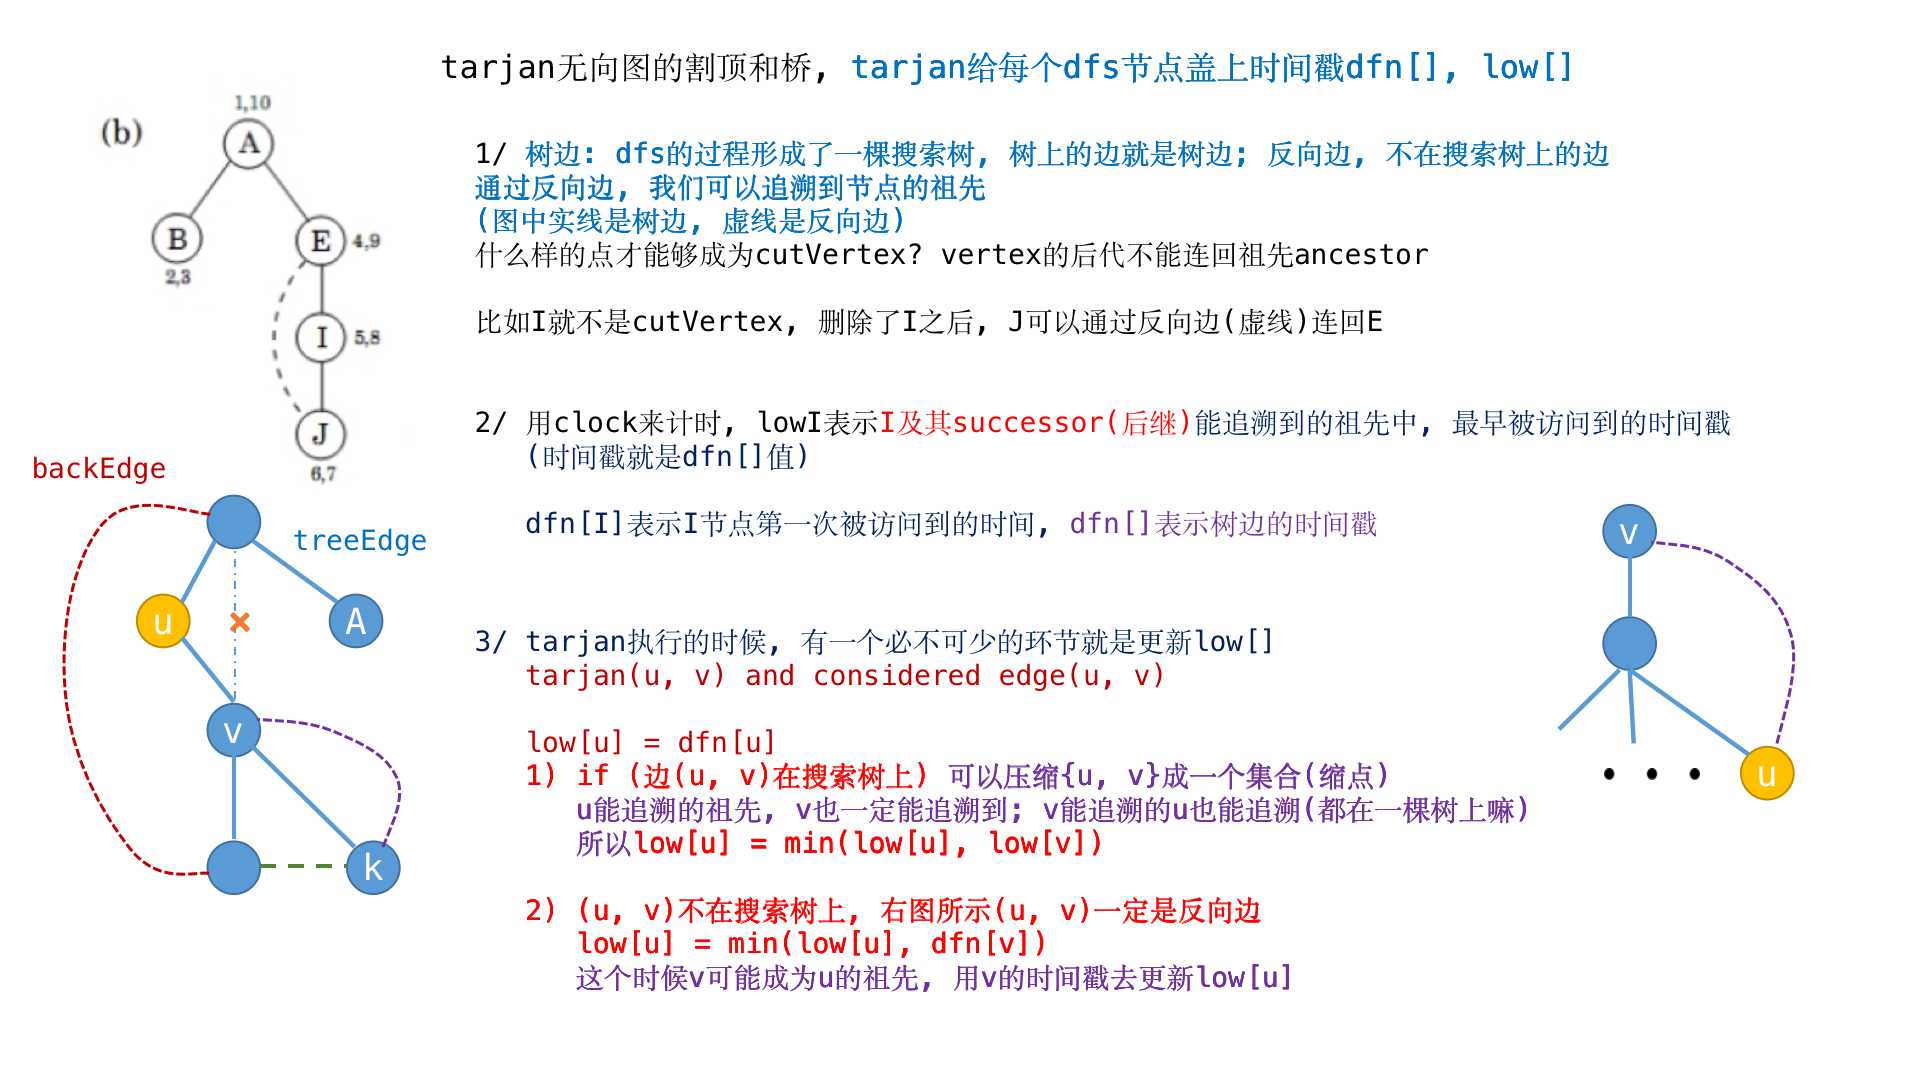 tarjan无向图的割顶和桥, tarjan给每个dfs节点盖上时间戳dfn[], low[]
(b)
1,10
A
B
2,3
E
4,9
I
5,8
J
6,7
1/ 树边: dfs的过程形成了一棵搜索树, 树上的边就是树边; 反向边, 不在搜索树上的边
通过反向边, 我们可以追溯到节点的祖先
(图中实线是树边, 虚线是反向边)
什么样的点才能够成为cutVertex? vertex的后代不能连回祖先ancestor
比如I就不是cutVertex, 删除了I之后, J可以通过反向边(虚线)连回E
2/ 用clock来计时, lowI表示I及其successor(后继)能追溯到的祖先中, 最早被访问到的时间戳
(时间戳就是dfn[]值)
dfn[I]表示I节点第一次被访问到的时间, dfn[]表示树边的时间戳
backEdge
treeEdge
u
A
v
k
3/ tarjan执行的时候, 有一个必不可少的环节就是更新low[]
tarjan(u, v) and considered edge(u, v)
low[u] = dfn[u]
1) if (边(u, v)在搜索树上) 可以压缩{u, v}成一个集合(缩点)
u能追溯的祖先, v也一定能追溯到; v能追溯的u也能追溯(都在一棵树上嘛)
所以low[u] = min(low[u], low[v])
2) (u, v)不在搜索树上, 右图所示(u, v)一定是反向边
low[u] = min(low[u], dfn[v])
这个时候v可能成为u的祖先, 用v的时间戳去更新low[u]
v
• • •
u